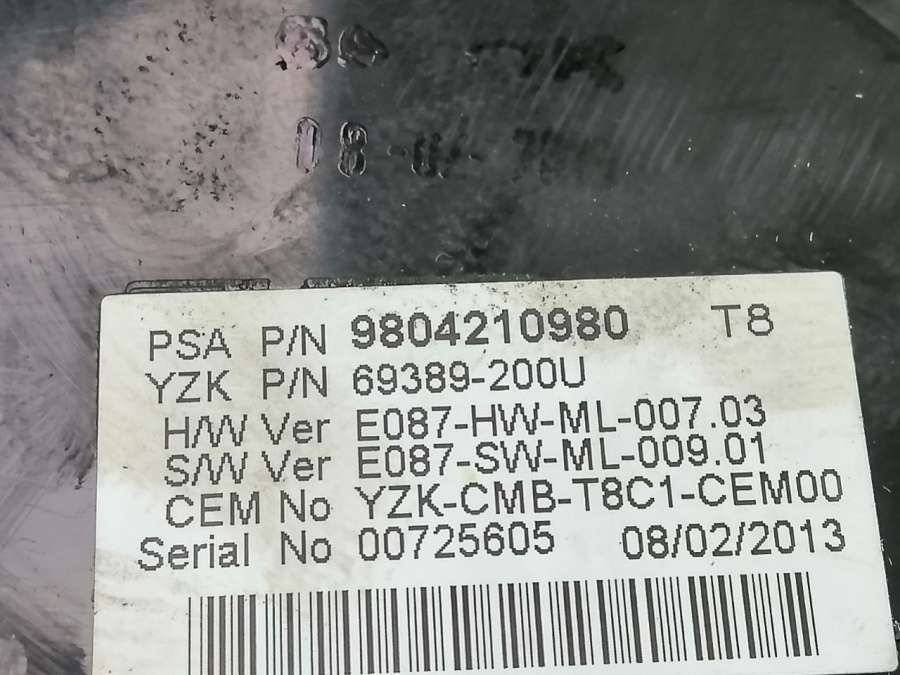 PSA P/N 9804210980 T8
YZK P/N 69389-200U
H/W Ver E087-HW-ML-007.03
S/W Ver E087-SW-ML-009.01
CEM No YZK-CMB-T8C1-CEM00
Serial No 00725605 08/02/2013